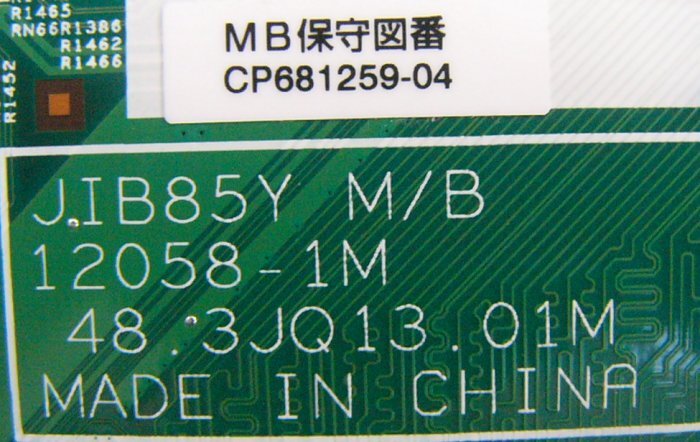 R1465
RN66R1386
R1462
R1466
R1452
MB保守図番
CP681259-04
JIB85Y M/B
12058-1M
48.3JQ13.01M
MADE IN CHINA